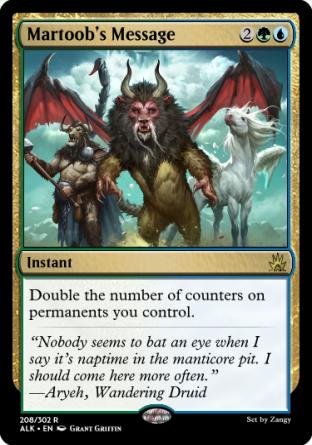 Martoob's Message 2
Instant
Double the number of counters on
permanents you control.
“Nobody seems to bat an eye when I
say it's naptime in the manticore pit. I
should come here more often.”
—Aryeh, Wandering Druid
208/302 R
ALK • EN GRANT GRIFFIN
Set by Zangy